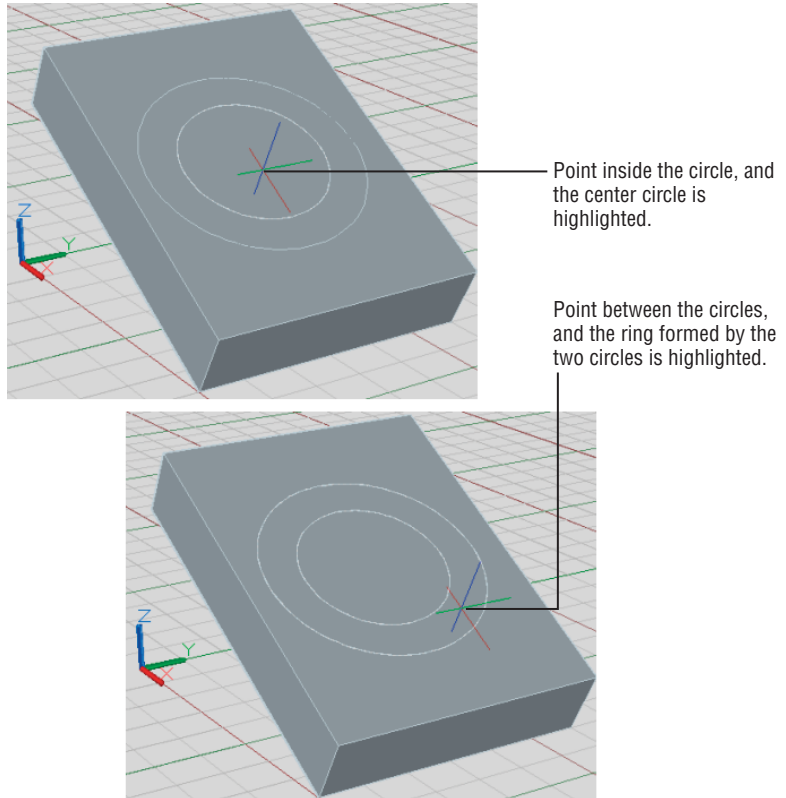 Point inside the circle, and
the center circle is
highlighted.
Z
Y
X
Point between the circles,
and the ring formed by the
two circles is highlighted.
Z
Y
X